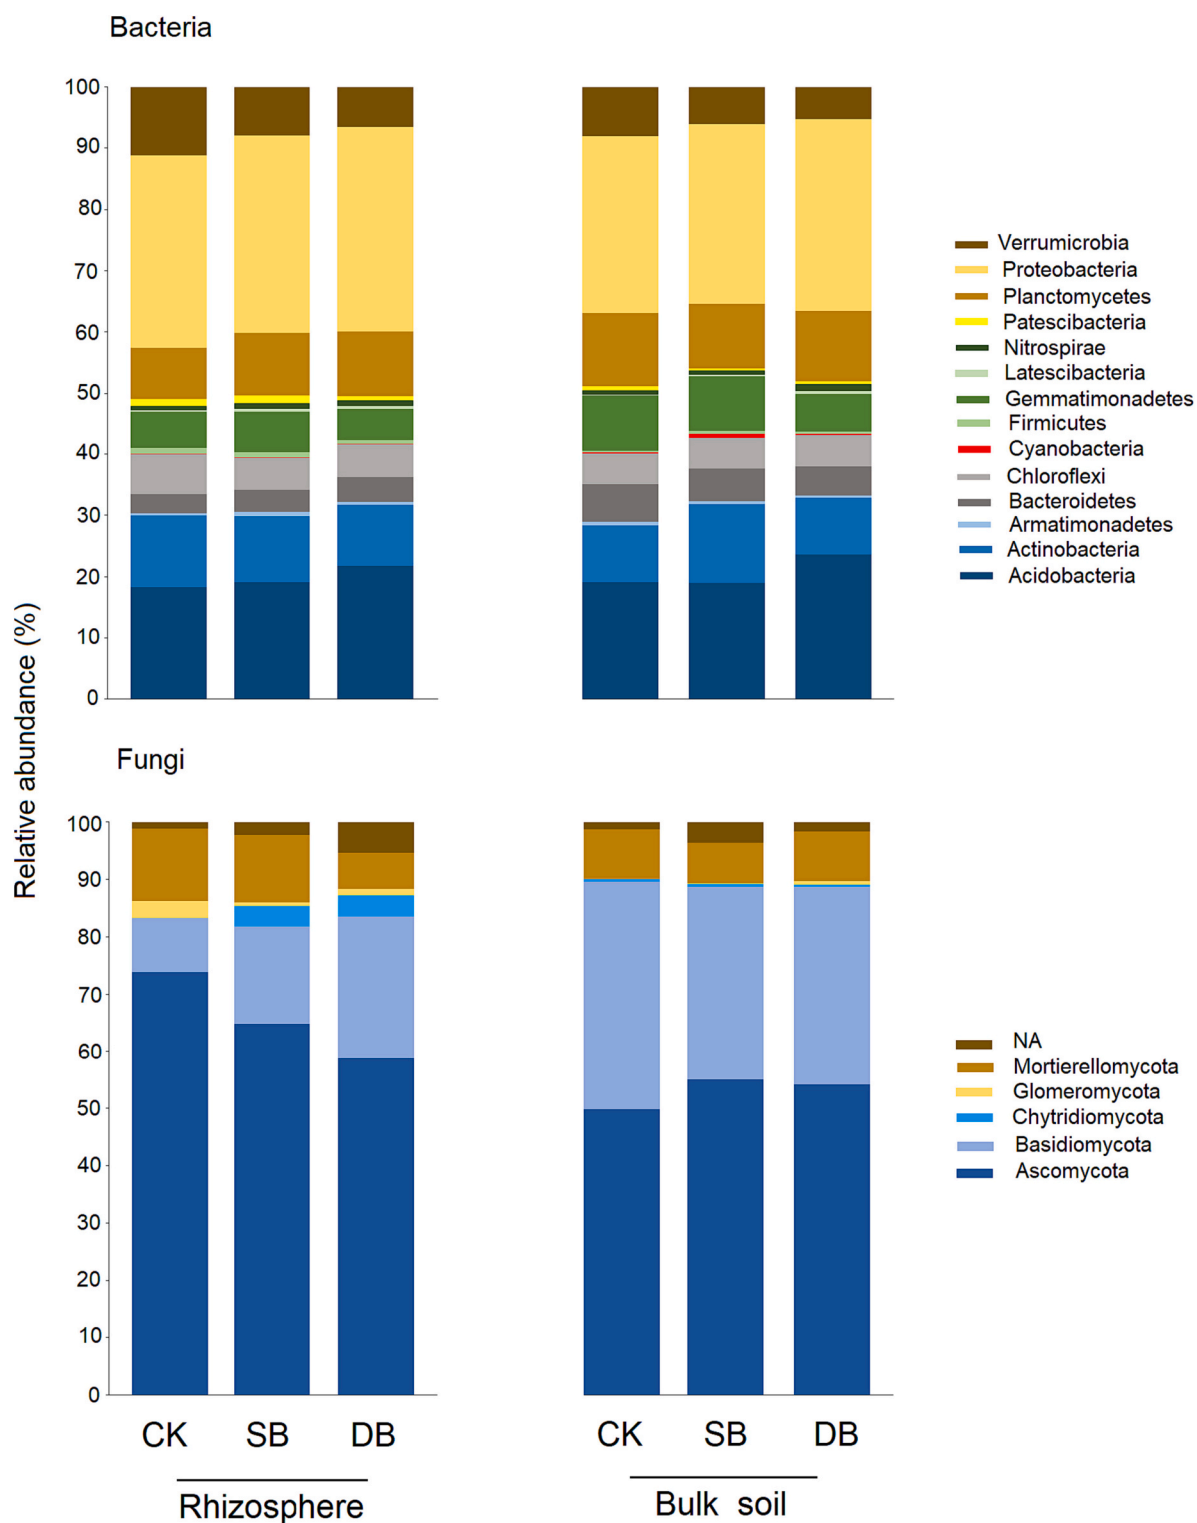 Bacteria
100
90
80
70
60
50
40
30
20
10
0
Verrumicrobia
Proteobacteria
Planctomycetes
Patescibacteria
Nitrospirae
Latescibacteria
Gemmatimonadetes
Firmicutes
Cyanobacteria
Chloroflexi
Bacteroidetes
Armatimonadetes
Actinobacteria
Acidobacteria
Relative abundance (%)
Fungi
100
90
80
70
60
50
40
30
20
10
0
NA
Mortierellomycota
Glomeromycota
Chytridiomycota
Basidiomycota
Ascomycota
CK SB DB CK SB DB
Rhizosphere Bulk soil